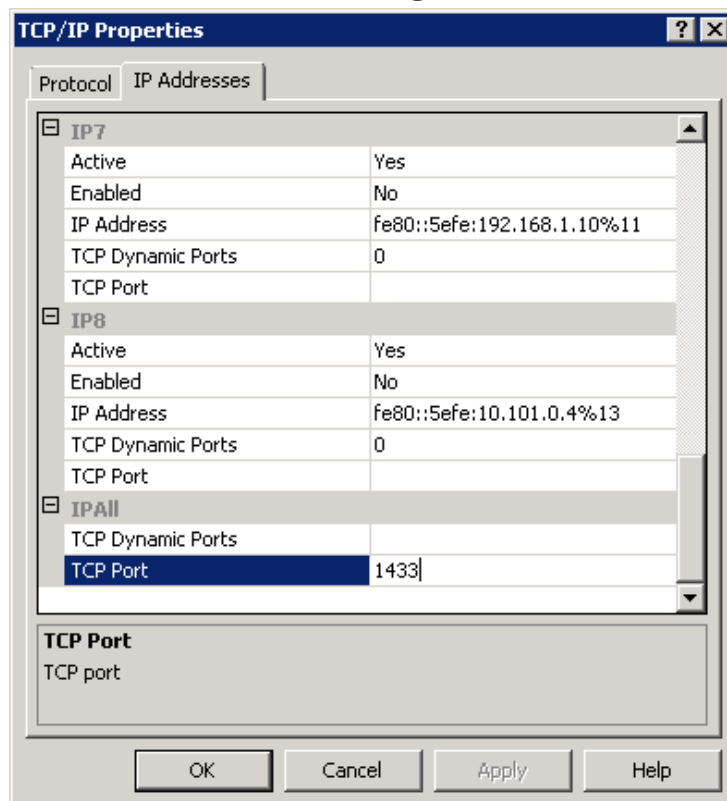 TCP/IP Properties ? X
Protocol IP Addresses
IP7
Active Yes
Enabled No
IP Address fe80::5efe:192.168.1.10%11
TCP Dynamic Ports 0
TCP Port
IP8
Active Yes
Enabled No
IP Address fe80::5efe:10.101.0.4%13
TCP Dynamic Ports 0
TCP Port
IPAll
TCP Dynamic Ports
TCP Port 1433
TCP Port
TCP port
OK Cancel Apply Help